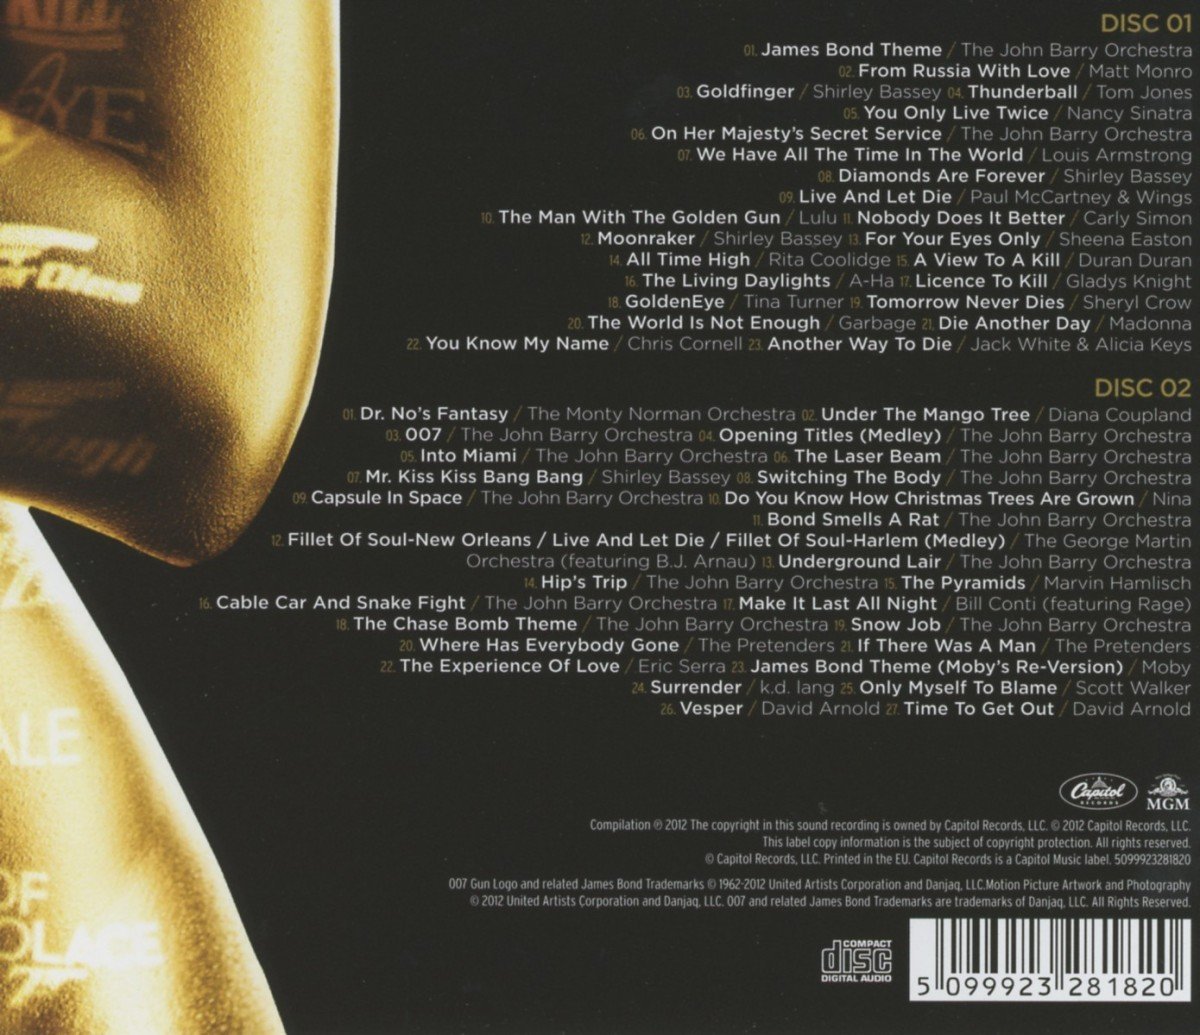 KILL
EYE
DISC 01
01. James Bond Theme / The John Barry Orchestra
02. From Russia With Love / Matt Monro
03. Goldfinger / Shirley Bassey 04. Thunderball / Tom Jones
05. You Only Live Twice / Nancy Sinatra
06. On Her Majesty's Secret Service / The John Barry Orchestra
07. We Have All The Time In The World / Louis Armstrong
08. Diamonds Are Forever / Shirley Bassey
09. Live And Let Die / Paul McCartney & Wings
10. The Man With The Golden Gun / Lulu 11. Nobody Does It Better / Carly Simon
12. Moonraker / Shirley Bassey 13. For Your Eyes Only / Sheena Easton
14. All Time High / Rita Coolidge 15. A View To A Kill / Duran Duran
16. The Living Daylights / A-Ha 17. Licence To Kill / Gladys Knight
18. GoldenEye / Tina Turner 19. Tomorrow Never Dies / Sheryl Crow
20. The World Is Not Enough / Garbage 21. Die Another Day / Madonna
22. You Know My Name / Chris Cornell 23. Another Way To Die / Jack White & Alicia Keys
DISC 02
01. Dr. No's Fantasy / The Monty Norman Orchestra 02. Under The Mango Tree / Diana Coupland
03. 007 / The John Barry Orchestra 04. Opening Titles (Medley) / The John Barry Orchestra
05. Into Miami / The John Barry Orchestra 06. The Laser Beam / The John Barry Orchestra
07. Mr. Kiss Kiss Bang Bang / Shirley Bassey 08. Switching The Body / The John Barry Orchestra
09. Capsule In Space / The John Barry Orchestra 10. Do You Know How Christmas Trees Are Grown / Nina
11. Bond Smells A Rat / The John Barry Orchestra
12. Fillet Of Soul-New Orleans / Live And Let Die / Fillet Of Soul-Harlem (Medley) / The George Martin
Orchestra (featuring B.J. Arnau) 13. Underground Lair / The John Barry Orchestra
14. Hip's Trip / The John Barry Orchestra 15. The Pyramids / Marvin Hamlisch
16. Cable Car And Snake Fight / The John Barry Orchestra 17. Make It Last All Night / Bill Conti (featuring Rage)
18. The Chase Bomb Theme / The John Barry Orchestra 19. Snow Job / The John Barry Orchestra
20. Where Has Everybody Gone / The Pretenders 21. If There Was A Man / The Pretenders
22. The Experience Of Love / Eric Serra 23. James Bond Theme (Moby's Re-Version) / Moby
24. Surrender / k.d. lang 25. Only Myself To Blame / Scott Walker
26. Vesper / David Arnold 27. Time To Get Out / David Arnold
ALE
OF
OLACE
Capitol
RECORDS
MGM
Compilation ℗ 2012 The copyright in this sound recording is owned by Capitol Records, LLC. © 2012 Capitol Records, LLC.
This label copy information is the subject of copyright protection. All rights reserved.
© Capitol Records, LLC. Printed in the EU. Capitol Records is a Capitol Music label. 5099923281820
007 Gun Logo and related James Bond Trademarks © 1962-2012 United Artists Corporation and Danjaq, LLC.Motion Picture Artwork and Photography
© 2012 United Artists Corporation and Danjaq, LLC. 007 and related James Bond Trademarks are trademarks of Danjaq, LLC. All Rights Reserved.
COMPACT
disc
DIGITAL AUDIO
5 099923 281820